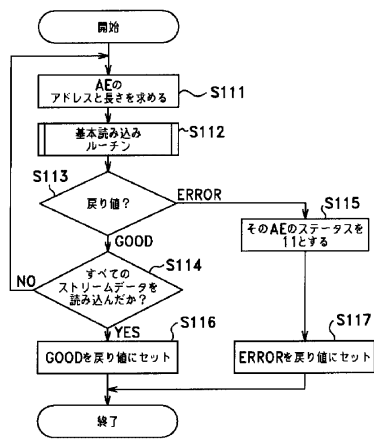 開始
AEの
アドレスと長さを求める
S111
基本読み込み
ルーチン
S112
S113
戻り値?
ERROR
GOOD
S115
そのAEのステータスを
11とする
S114
すべての
ストリームデータを
読み込んだか?
NO
YES
S116
GOODを戻り値にセット
S117
ERRORを戻り値にセット
終了